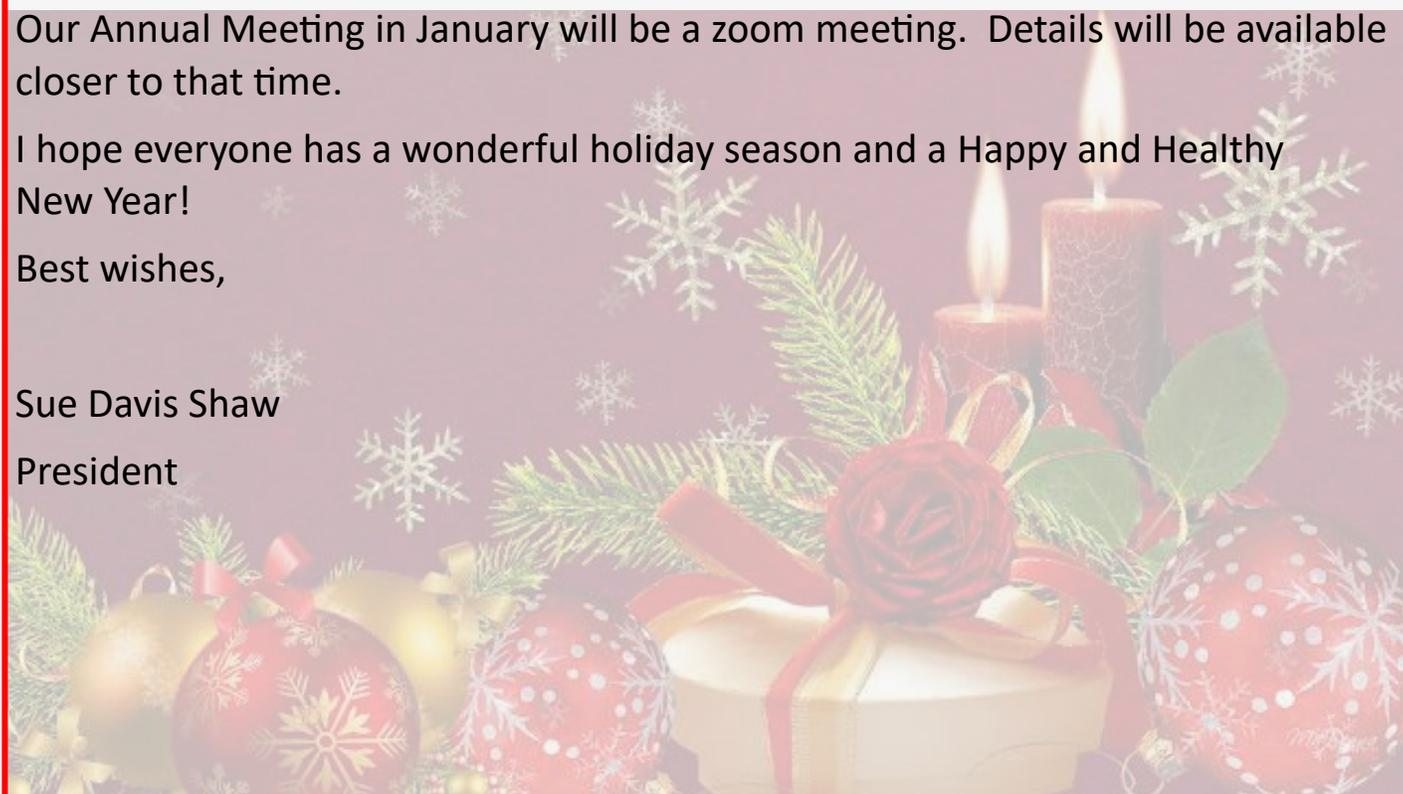 Our Annual Meeting in January will be a zoom meeting.  Details will be available
closer to that time.
I hope everyone has a wonderful holiday season and a Happy and Healthy
New Year!
Best wishes,
Sue Davis Shaw
President